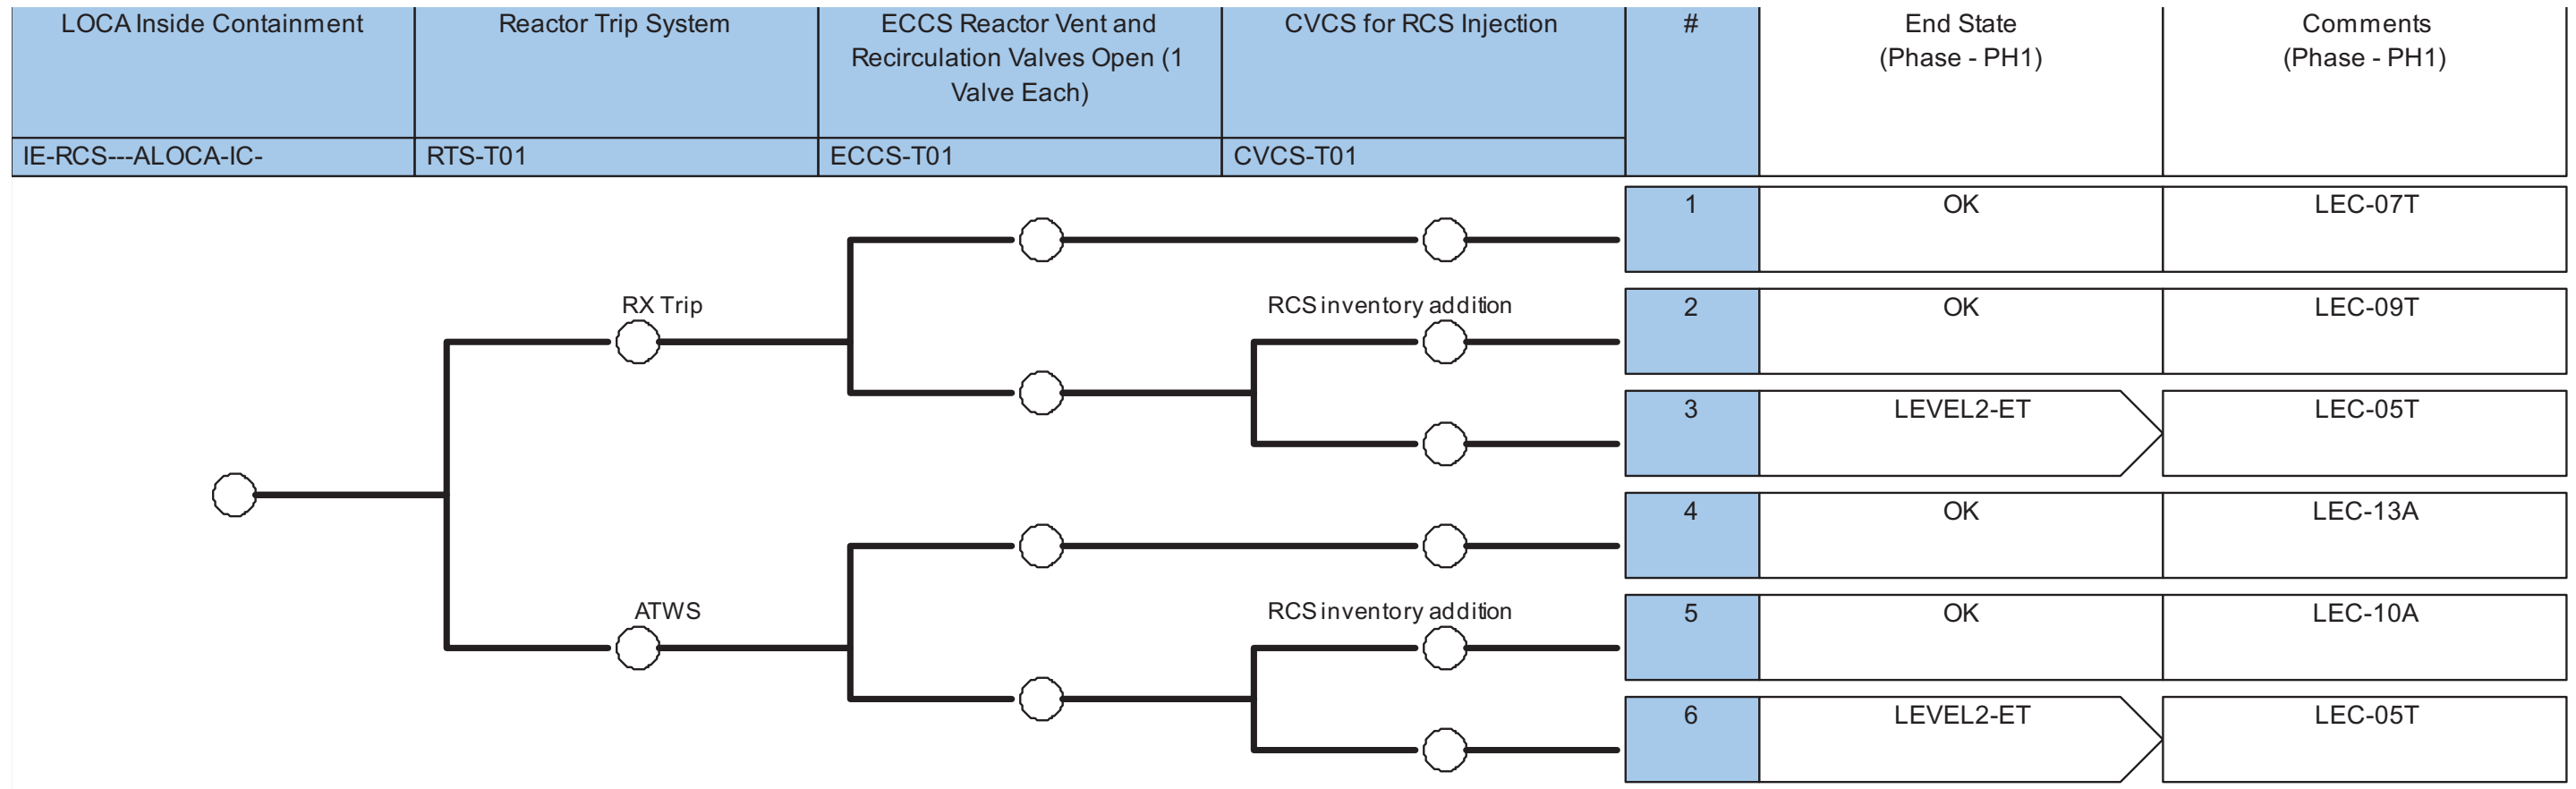 LOCA Inside Containment
Reactor Trip System
ECCS Reactor Vent and
Recirculation Valves Open (1
Valve Each)
CVCS for RCS Injection
#
End State
(Phase - PH1)
Comments
(Phase - PH1)
IE-RCS---ALOCA-IC-
RTS-T01
ECCS-T01
CVCS-T01
1
OK
LEC-07T
RX Trip
RCS inventory addition
2
OK
LEC-09T
3
LEVEL2-ET
LEC-05T
4
OK
LEC-13A
ATWS
RCS inventory addition
5
OK
LEC-10A
6
LEVEL2-ET
LEC-05T